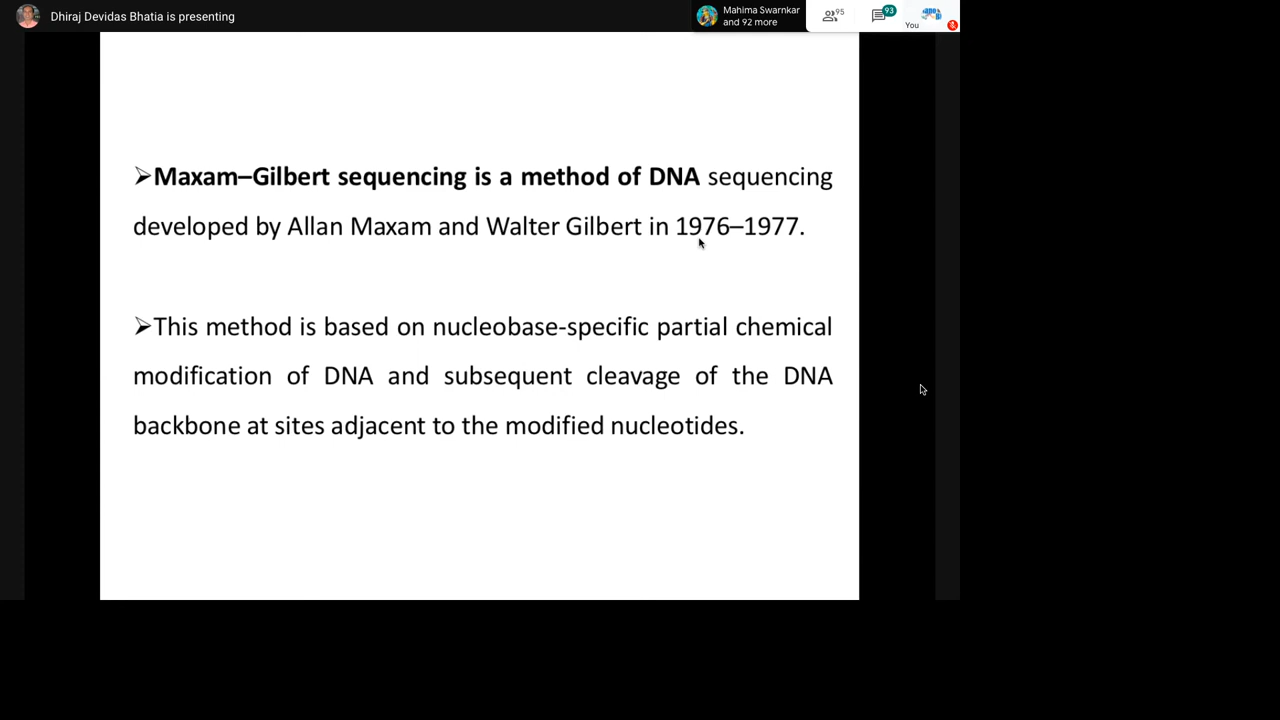 Dhiraj Devidas Bhatia is presenting
Mahima Swarnkar
and 92 more
95
93
You
➢Maxam–Gilbert sequencing is a method of DNA sequencing
developed by Allan Maxam and Walter Gilbert in 1976–1977.
➢This method is based on nucleobase-specific partial chemical
modification of DNA and subsequent cleavage of the DNA
backbone at sites adjacent to the modified nucleotides.